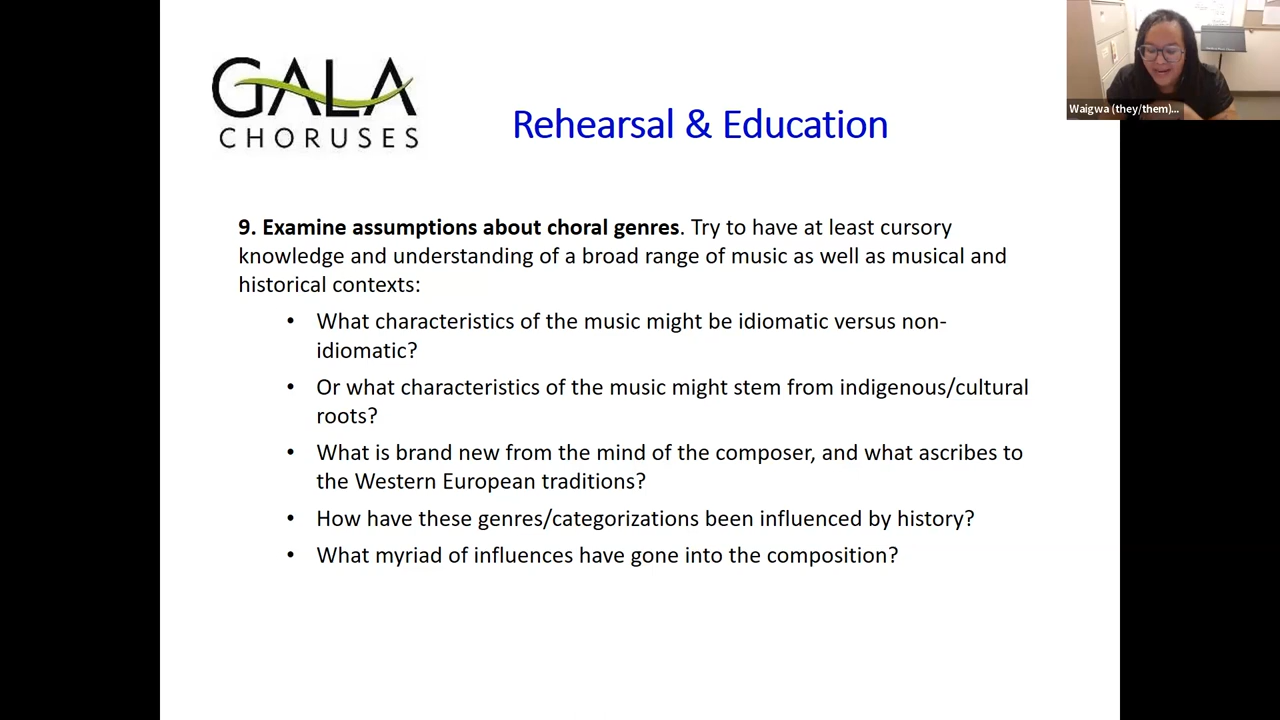 GALA
CHORUSES
Rehearsal & Education
Waigwa (they/them)...
9. Examine assumptions about choral genres. Try to have at least cursory
knowledge and understanding of a broad range of music as well as musical and
historical contexts:
• What characteristics of the music might be idiomatic versus non-
idiomatic?
• Or what characteristics of the music might stem from indigenous/cultural
roots?
• What is brand new from the mind of the composer, and what ascribes to
the Western European traditions?
• How have these genres/categorizations been influenced by history?
• What myriad of influences have gone into the composition?